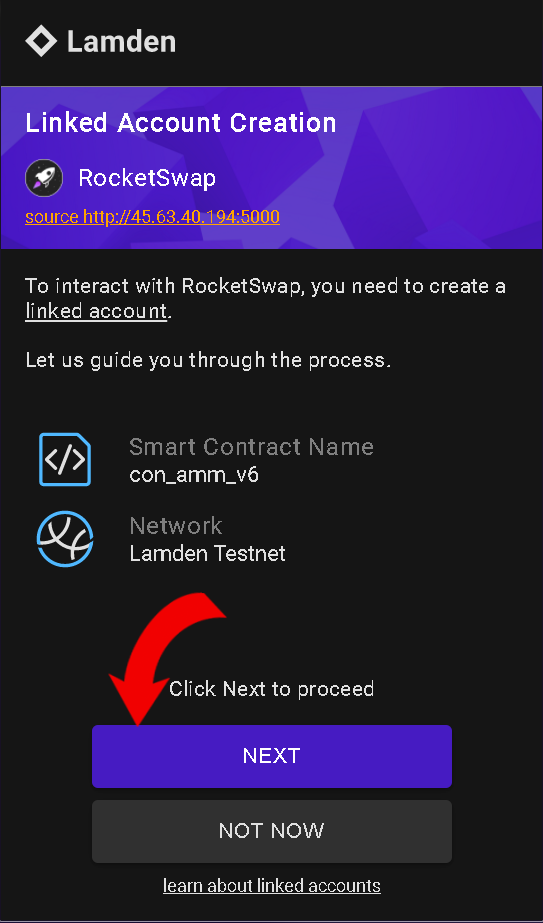 Lamden
Linked Account Creation
RocketSwap
source http://45.63.40.194:5000
To interact with RocketSwap, you need to create a
linked account.
Let us guide you through the process.
Smart Contract Name
con_amm_v6
Network
Lamden Testnet
Click Next to proceed
NEXT
NOT NOW
learn about linked accounts